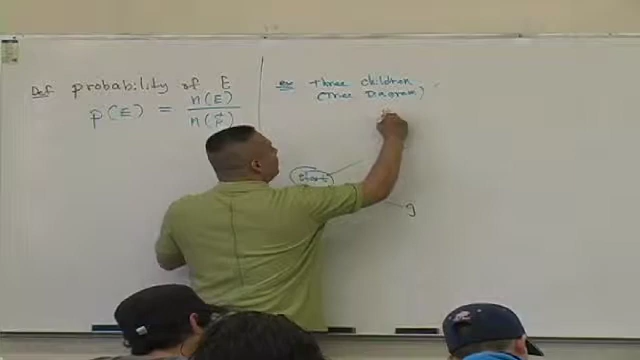 Def probability of E
p(E) = n(E) / n(
ex Three children
(Tree Diagram)
start
g